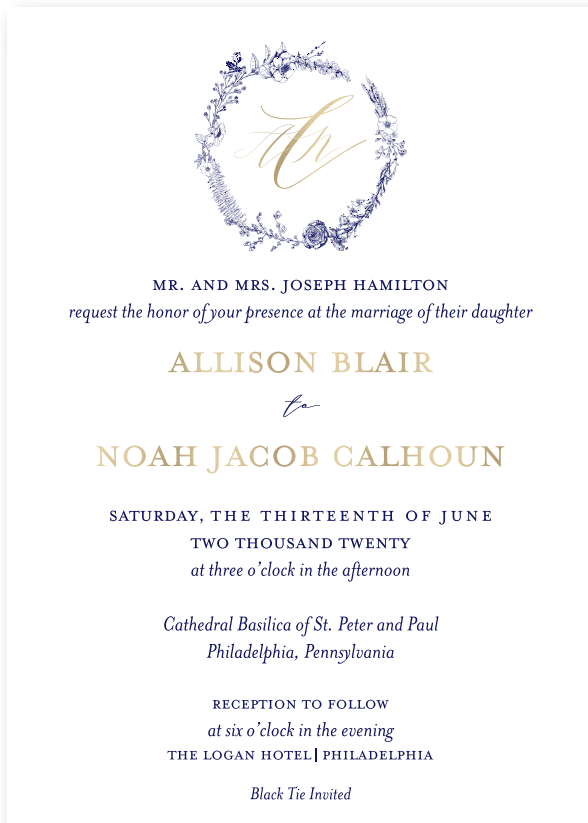 MR. AND MRS. JOSEPH HAMILTON
request the honor of your presence at the marriage of their daughter
ALLISON BLAIR
to
NOAH JACOB CALHOUN
SATURDAY, THE THIRTEENTH OF JUNE
TWO THOUSAND TWENTY
at three o'clock in the afternoon
Cathedral Basilica of St. Peter and Paul
Philadelphia, Pennsylvania
RECEPTION TO FOLLOW
at six o'clock in the evening
THE LOGAN HOTEL| PHILADELPHIA
Black Tie Invited